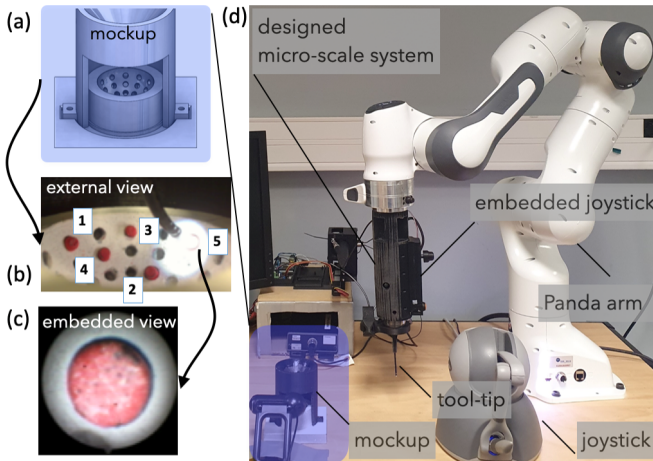 (a)
mockup
external view
1
3
5
4
2
(b)
(c)
embedded view
(d)
designed
micro-scale system
embedded joystick
Panda arm
tool-tip
mockup
joystick